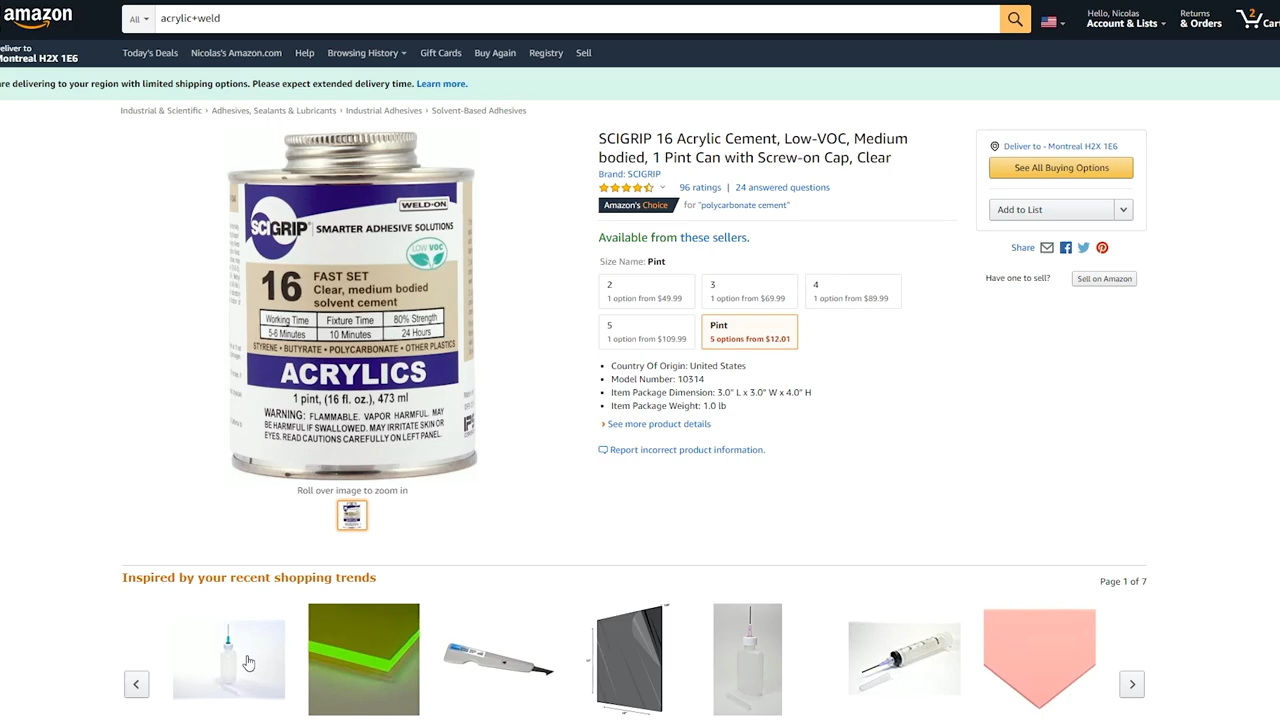 amazon
All
acrylic+weld
Hello, Nicolas
Account & Lists
Returns
& Orders
2
eliver to
Montreal H2X 1E6
Today's Deals
Nicolas's Amazon.com
Help
Browsing History
Gift Cards
Buy Again
Registry
Sell
re delivering to your region with limited shipping options. Please expect extended delivery time. Learn more.
Industrial & Scientific › Adhesives, Sealants & Lubricants › Industrial Adhesives › Solvent-Based Adhesives
WELD-ON
SCIGRIP SMARTER ADHESIVE SOLUTIONS
LOW VOC
16
FAST SET
Clear, medium bodied
solvent cement
Working Time Fixture Time 80% Strength
5-6 Minutes 10 Minutes 24 Hours
STYRENE • BUTYRATE • POLYCARBONATE • OTHER PLASTICS
ACRYLICS
1 pint, (16 fl. oz.), 473 ml
WARNING: FLAMMABLE. VAPOR HARMFUL. MAY
BE HARMFUL IF SWALLOWED. MAY IRRITATE SKIN OR
EYES. READ CAUTIONS CAREFULLY ON LEFT PANEL.
Roll over image to zoom in
SCIGRIP 16 Acrylic Cement, Low-VOC, Medium
bodied, 1 Pint Can with Screw-on Cap, Clear
Brand: SCIGRIP
96 ratings | 24 answered questions
Amazon's Choice for "polycarbonate cement"
Available from these sellers.
Size Name: Pint
2
1 option from $49.99
3
1 option from $69.99
4
1 option from $89.99
5
1 option from $109.99
Pint
5 options from $12.01
• Country Of Origin: United States
• Model Number: 10314
• Item Package Dimension: 3.0" L x 3.0" W x 4.0" H
• Item Package Weight: 1.0 lb
› See more product details
Report incorrect product information.
Deliver to - Montreal H2X 1E6
See All Buying Options
Add to List
Share
Have one to sell?
Sell on Amazon
Inspired by your recent shopping trends
Page 1 of 7